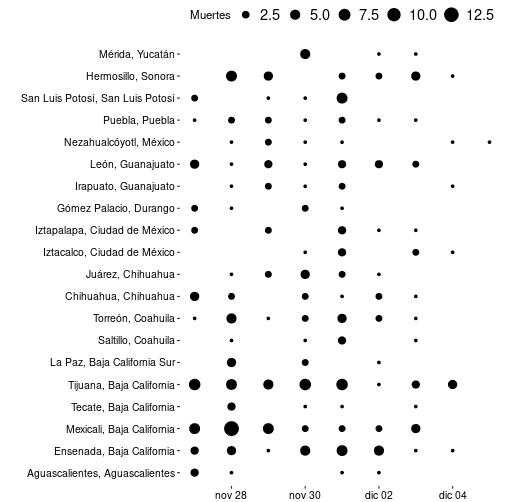 Muertes 2.5 5.0 7.5 10.0 12.5
Mérida, Yucatán
Hermosillo, Sonora
San Luis Potosí, San Luis Potosí
Puebla, Puebla
Nezahualcóyotl, México
León, Guanajuato
Irapuato, Guanajuato
Gómez Palacio, Durango
Iztapalapa, Ciudad de México
Iztacalco, Ciudad de México
Juárez, Chihuahua
Chihuahua, Chihuahua
Torreón, Coahuila
Saltillo, Coahuila
La Paz, Baja California Sur
Tijuana, Baja California
Tecate, Baja California
Mexicali, Baja California
Ensenada, Baja California
Aguascalientes, Aguascalientes
nov 28 nov 30 dic 02 dic 04